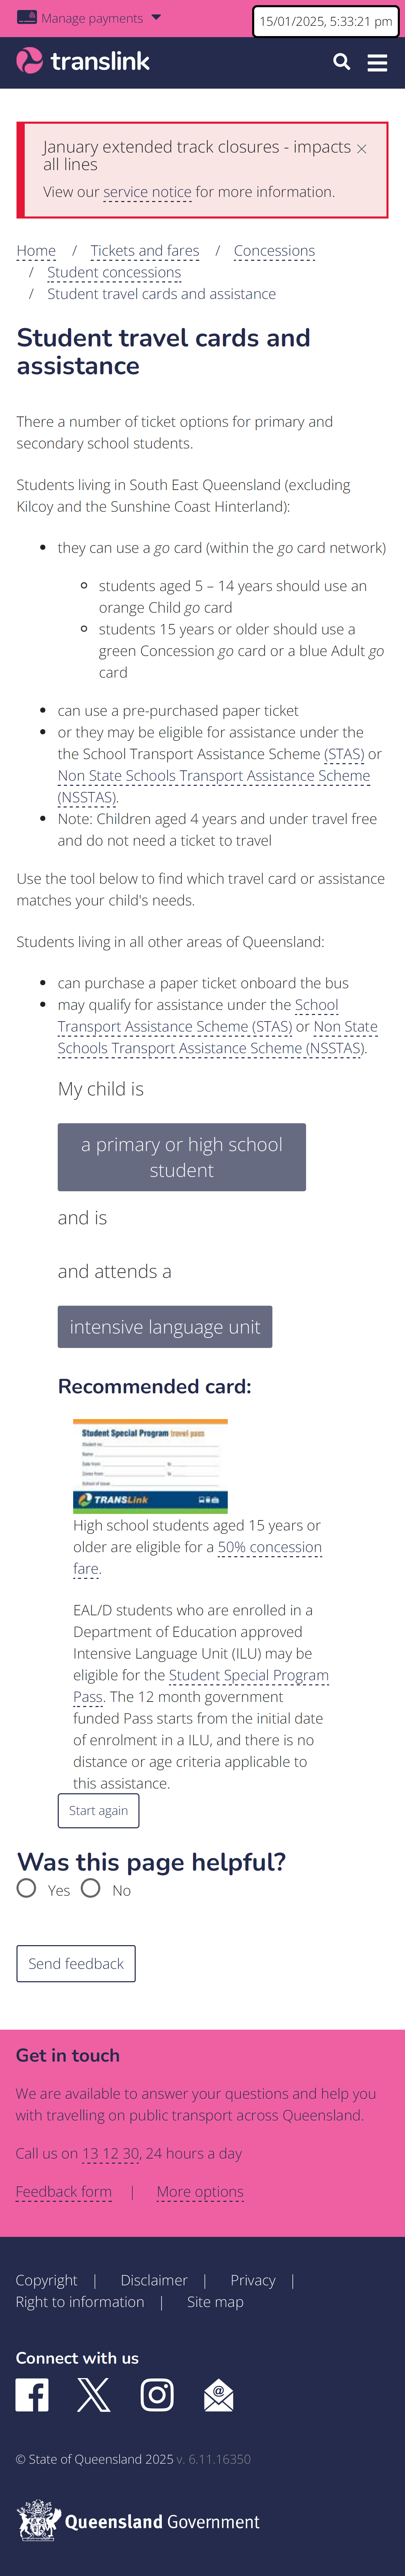 Manage payments
15/01/2025, 5:33:21 pm
translink
January extended track closures - impacts
all lines
View our service notice for more information.
Home / Tickets and fares / Concessions
/ Student concessions
/ Student travel cards and assistance
Student travel cards and
assistance
There a number of ticket options for primary and
secondary school students.
Students living in South East Queensland (excluding
Kilcoy and the Sunshine Coast Hinterland):
they can use a go card (within the go card network)
students aged 5 – 14 years should use an
orange Child go card
students 15 years or older should use a
green Concession go card or a blue Adult go
card
can use a pre-purchased paper ticket
or they may be eligible for assistance under the
the School Transport Assistance Scheme (STAS) or
Non State Schools Transport Assistance Scheme
(NSSTAS).
Note: Children aged 4 years and under travel free
and do not need a ticket to travel
Use the tool below to find which travel card or assistance
matches your child's needs.
Students living in all other areas of Queensland:
can purchase a paper ticket onboard the bus
may qualify for assistance under the School
Transport Assistance Scheme (STAS) or Non State
Schools Transport Assistance Scheme (NSSTAS).
My child is
a primary or high school
student
and is
and attends a
intensive language unit
Recommended card:
Student Special Program travel pass
Student no:
Name:
Date from: to:
Zones from: to:
School of issue:
TRANSLink
High school students aged 15 years or
older are eligible for a 50% concession
fare.
EAL/D students who are enrolled in a
Department of Education approved
Intensive Language Unit (ILU) may be
eligible for the Student Special Program
Pass. The 12 month government
funded Pass starts from the initial date
of enrolment in a ILU, and there is no
distance or age criteria applicable to
this assistance.
Start again
Was this page helpful?
Yes No
Send feedback
Get in touch
We are available to answer your questions and help you
with travelling on public transport across Queensland.
Call us on 13 12 30, 24 hours a day
Feedback form | More options
Copyright | Disclaimer | Privacy |
Right to information | Site map
Connect with us
© State of Queensland 2025 v. 6.11.16350
Queensland Government